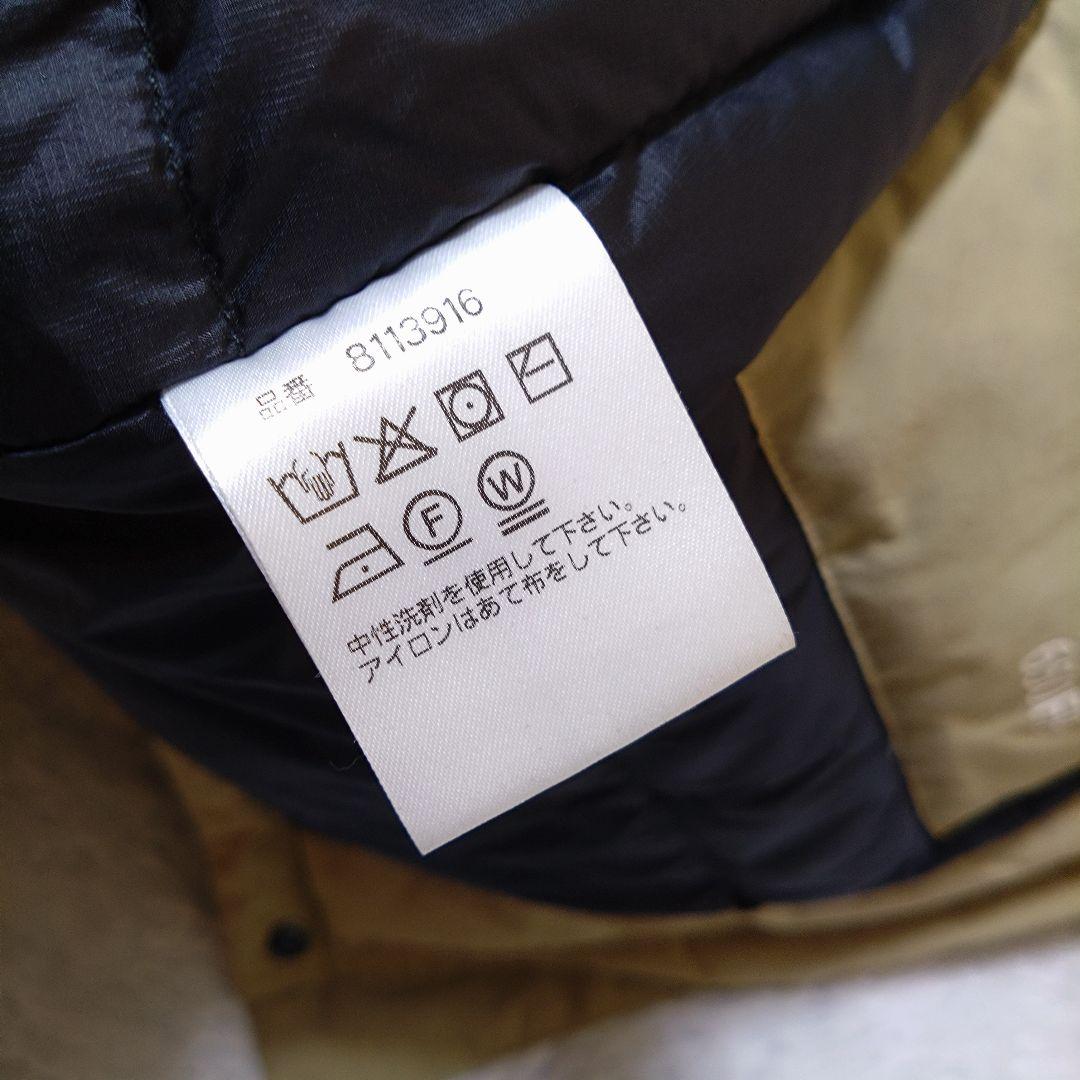 品番 8113916
F W
中性洗剤を使用して下さい。
アイロンはあて布をして下さい。